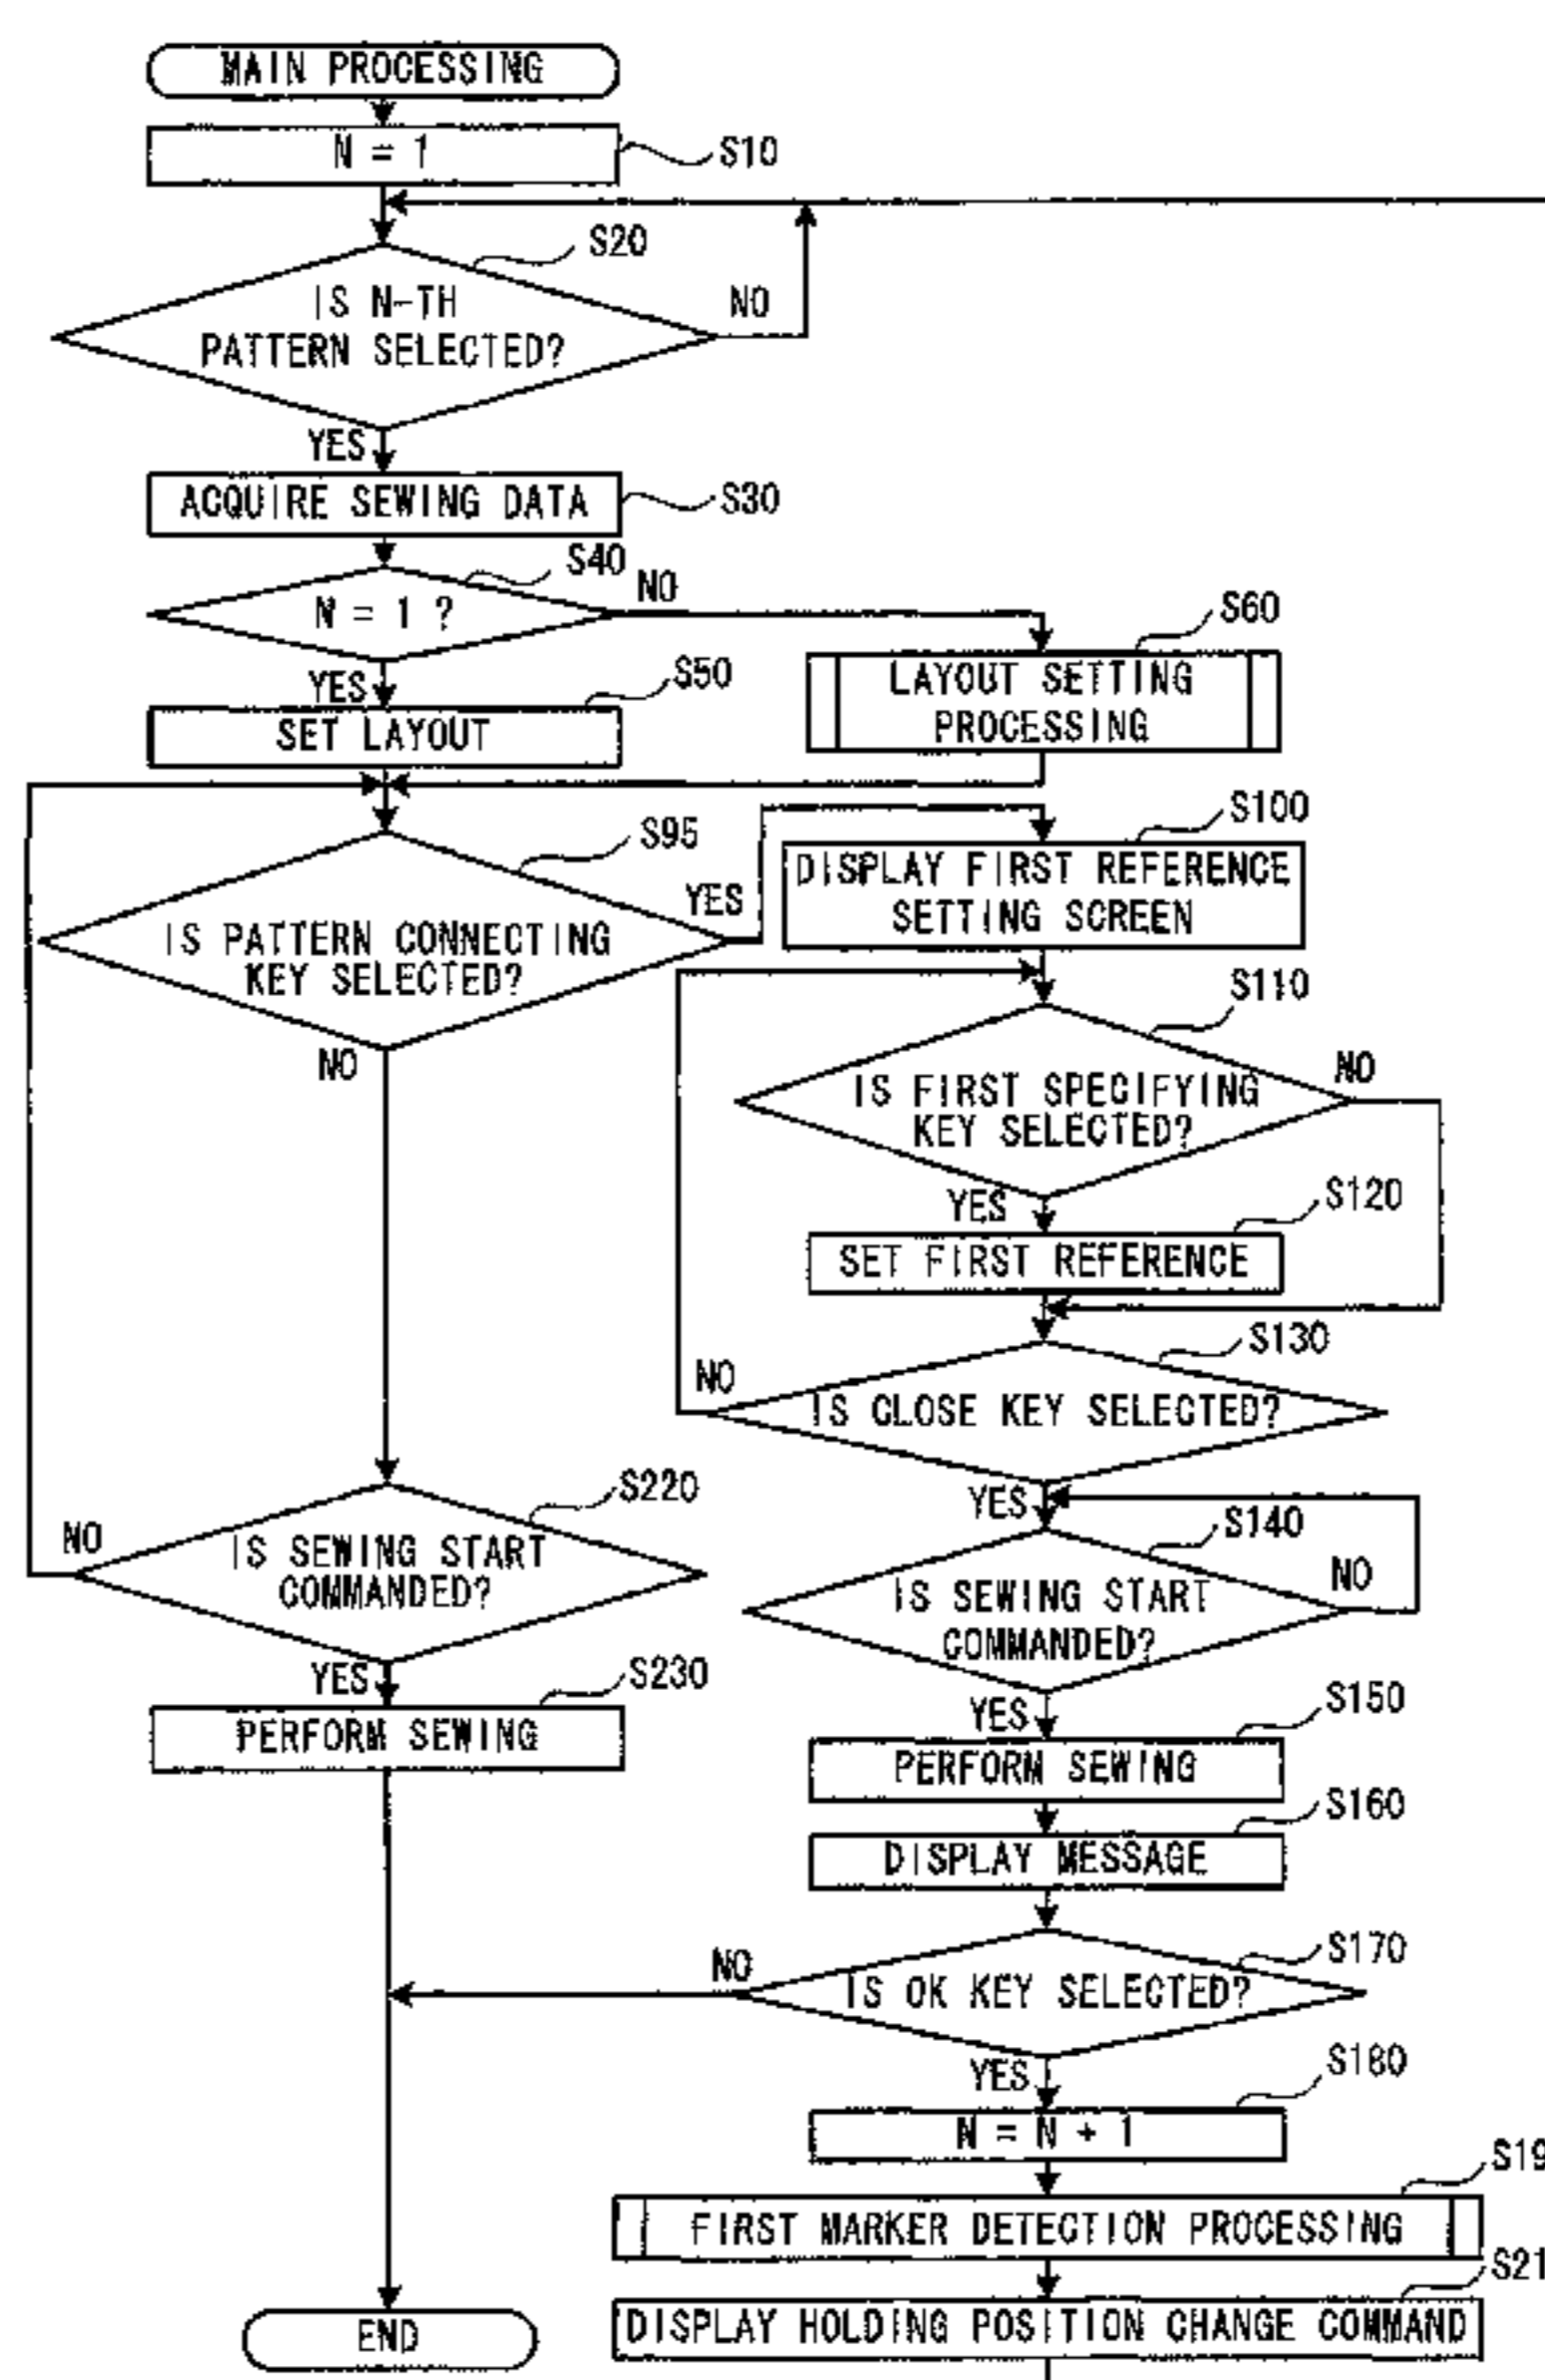 MAIN PROCESSING
N = 1
S10
S20
IS N-TH
PATTERN SELECTED?
NO
YES
ACQUIRE SEWING DATA
S30
S40
N = 1 ?
NO
YES
S50
SET LAYOUT
S60
LAYOUT SETTING
PROCESSING
S95
IS PATTERN CONNECTING
KEY SELECTED?
YES
NO
S100
DISPLAY FIRST REFERENCE
SETTING SCREEN
S110
IS FIRST SPECIFYING
KEY SELECTED?
NO
YES
S120
SET FIRST REFERENCE
S130
NO
IS CLOSE KEY SELECTED?
YES
S140
IS SEWING START
COMMANDED?
NO
YES
S220
NO
IS SEWING START
COMMANDED?
YES
S230
PERFORM SEWING
S150
PERFORM SEWING
S160
DISPLAY MESSAGE
S170
NO
IS OK KEY SELECTED?
YES
S180
N = N + 1
S19
FIRST MARKER DETECTION PROCESSING
S21
DISPLAY HOLDING POSITION CHANGE COMMAND
END